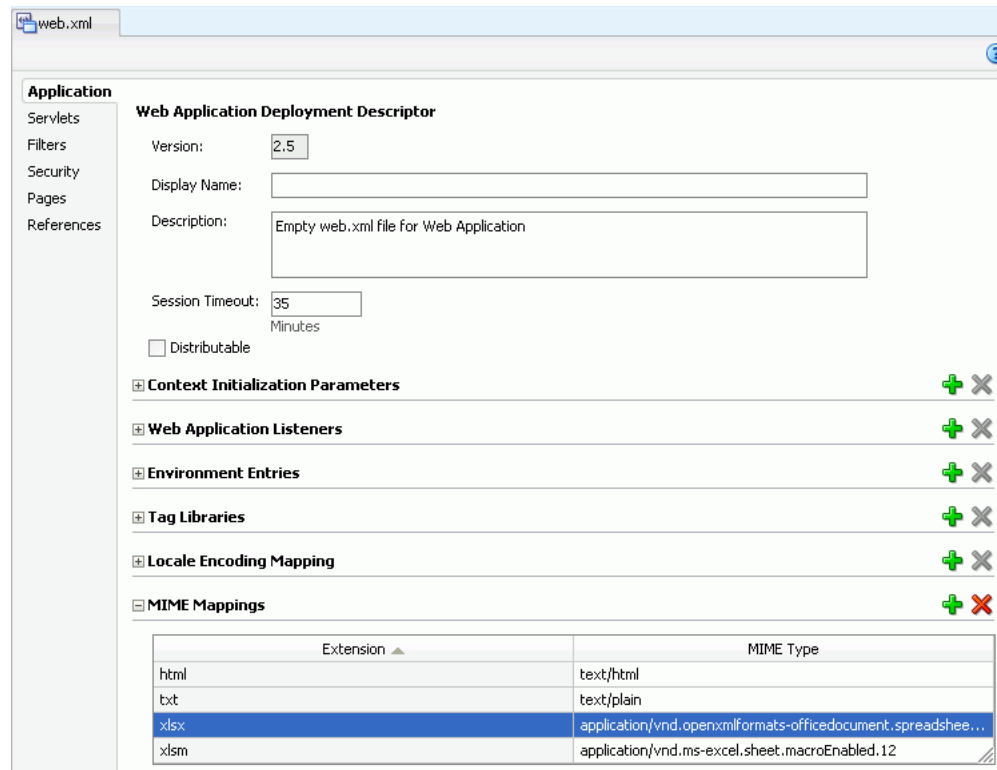 web.xml
Application
Servlets
Filters
Security
Pages
References
Web Application Deployment Descriptor
Version: 2.5
Display Name:
Description: Empty web.xml file for Web Application
Session Timeout: 35
Minutes
Distributable
Context Initialization Parameters
Web Application Listeners
Environment Entries
Tag Libraries
Locale Encoding Mapping
MIME Mappings
Extension MIME Type
html text/html
txt text/plain
xlsx application/vnd.openxmlformats-officedocument.spreadshee...
xlsm application/vnd.ms-excel.sheet.macroEnabled.12